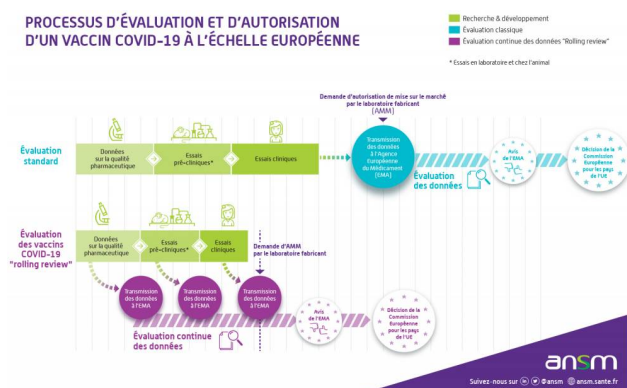 PROCESSUS D'ÉVALUATION ET D'AUTORISATION
D'UN VACCIN COVID-19 À L'ÉCHELLE EUROPÉENNE
Recherche & développement
Évaluation classique
Évaluation continue des données "Rolling review"
* Essais en laboratoire et chez l'animal
Demande d'autorisation de mise sur le marché
par le laboratoire fabricant
(AMM)
Évaluation
standard
Données
sur la qualité
pharmaceutique
Essais
pré-cliniques*
Essais cliniques
Transmission
des données
à l'Agence
Européenne
du Médicament
(EMA)
Évaluation
des données
Avis
de l'EMA
Décision de la
Commission
Européenne
pour les pays
de l'UE
Évaluation
des vaccins
COVID-19
"rolling review"
Données
sur la qualité
pharmaceutique
Essais
pré-cliniques*
Essais
cliniques
Demande d'AMM
par le laboratoire fabricant
Transmission
des données
à l'EMA
Transmission
des données
à l'EMA
Transmission
des données
à l'EMA
Évaluation continue
des données
Avis
de l'EMA
Décision de la
Commission
Européenne
pour les pays
de l'UE
ansm
Suivez-nous sur @ansm ansm.sante.fr